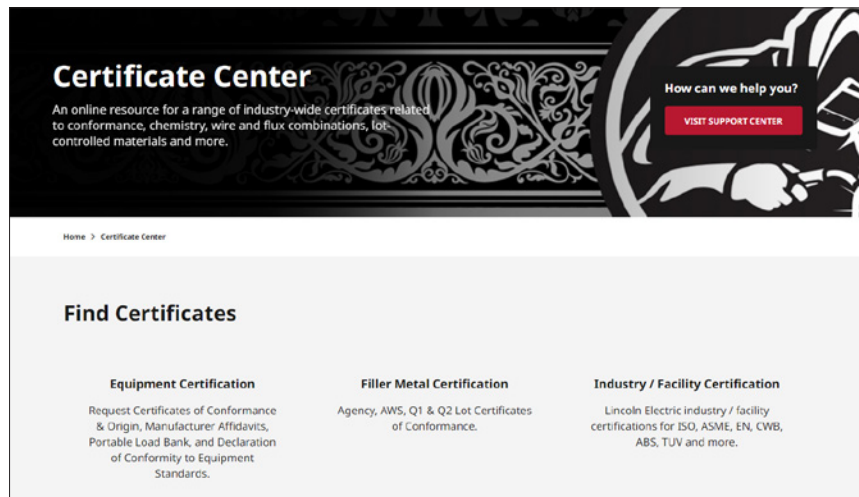 Certificate Center
An online resource for a range of industry-wide certificates related
to conformance, chemistry, wire and flux combinations, lot-
controlled materials and more.
How can we help you?
VISIT SUPPORT CENTER
Home > Certificate Center
Find Certificates
Equipment Certification
Request Certificates of Conformance
& Origin, Manufacturer Affidavits,
Portable Load Bank, and Declaration
of Conformity to Equipment
Standards.
Filler Metal Certification
Agency, AWS, Q1 & Q2 Lot Certificates
of Conformance.
Industry / Facility Certification
Lincoln Electric industry / facility
certifications for ISO, ASME, EN, CWB,
ABS, TUV and more.